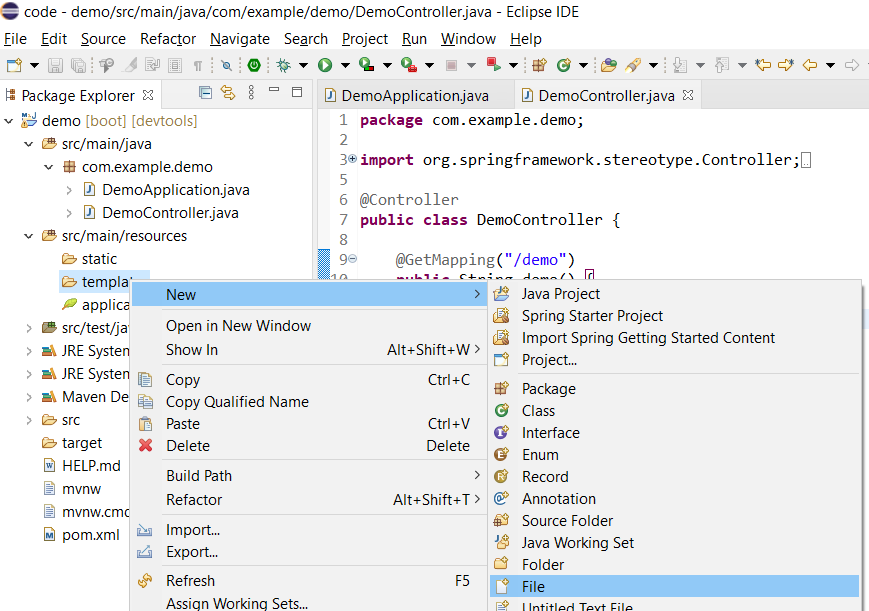 code - demo/src/main/java/com/example/demo/DemoController.java - Eclipse IDE
File Edit Source Refactor Navigate Search Project Run Window Help
Package Explorer
demo [boot] [devtools]
src/main/java
com.example.demo
DemoApplication.java
DemoController.java
src/main/resources
static
templa
applica
src/test/ja
JRE System
JRE System
Maven De
src
target
HELP.md
mvnw
mvnw.cmd
pom.xml
DemoApplication.java DemoController.java
1 package com.example.demo;
2
3 import org.springframework.stereotype.Controller;
5
6 @Controller
7 public class DemoController {
8
9 @GetMapping("/demo")
10 public String demo() {
New
Open in New Window
Show In Alt+Shift+W
Copy Ctrl+C
Copy Qualified Name
Paste Ctrl+V
Delete Delete
Build Path
Refactor Alt+Shift+T
Import...
Export...
Refresh F5
Assign Working Sets...
Java Project
Spring Starter Project
Import Spring Getting Started Content
Project...
Package
Class
Interface
Enum
Record
Annotation
Source Folder
Java Working Set
Folder
File
Untitled Text File